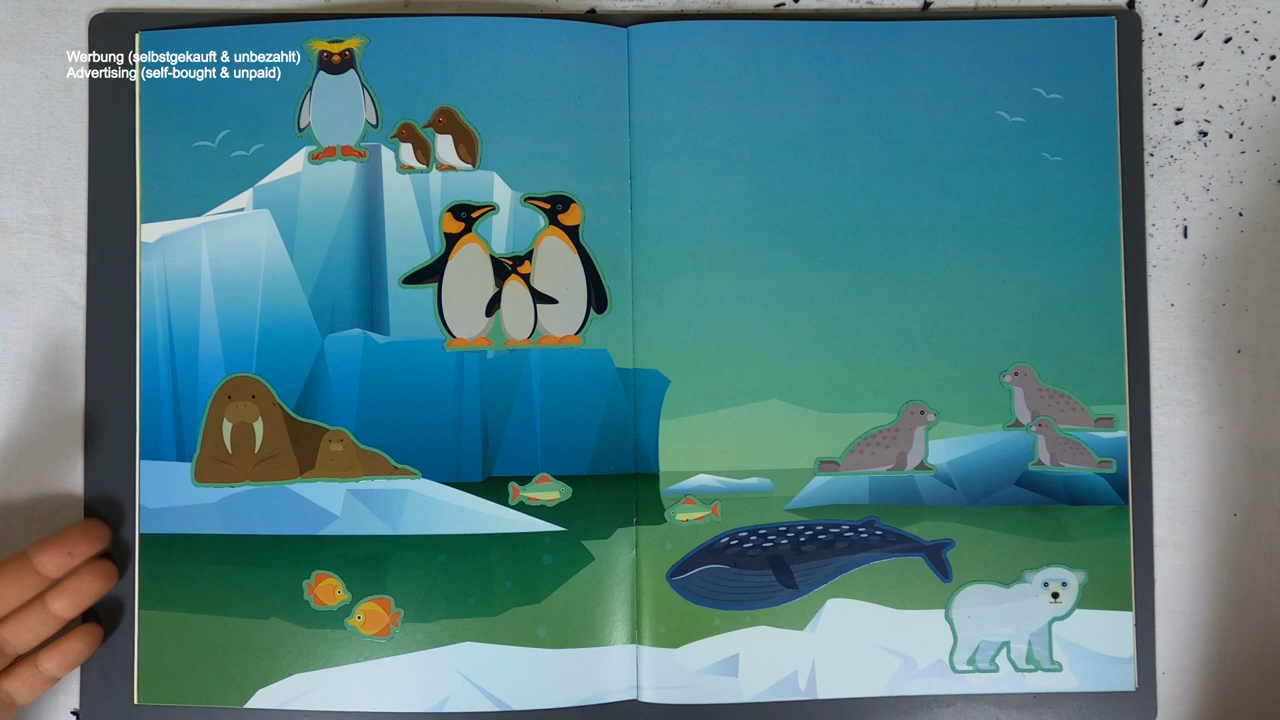 Werbung (selbstgekauft & unbezahlt)
Advertising (self-bought & unpaid)